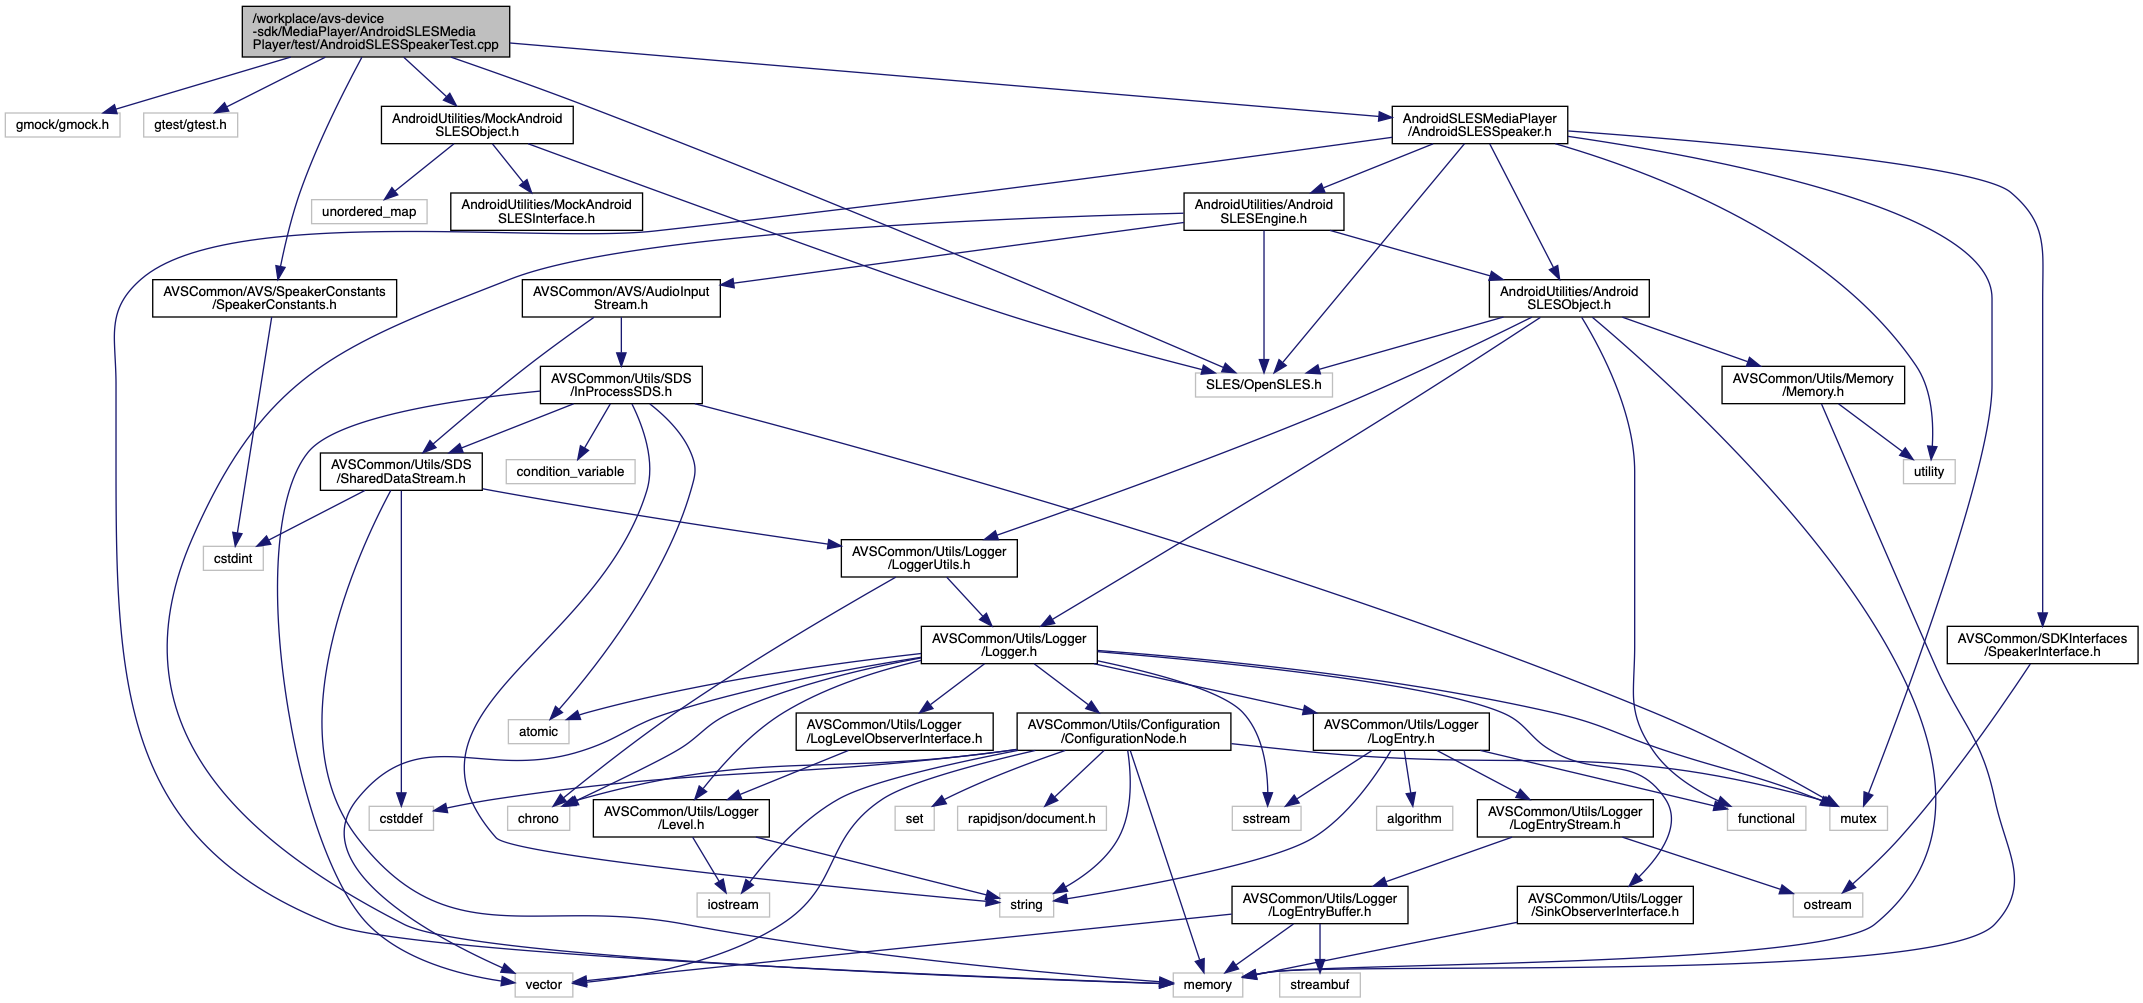 /workplace/avs-device
-sdk/MediaPlayer/AndroidSLESMedia
Player/test/AndroidSLESSpeakerTest.cpp
gmock/gmock.h
gtest/gtest.h
AndroidUtilities/MockAndroid
SLESObject.h
AndroidSLESMediaPlayer
/AndroidSLESSpeaker.h
unordered_map
AndroidUtilities/MockAndroid
SLESInterface.h
AndroidUtilities/Android
SLESEngine.h
AVSCommon/AVS/SpeakerConstants
/SpeakerConstants.h
AVSCommon/AVS/AudioInput
Stream.h
AndroidUtilities/Android
SLESObject.h
AVSCommon/Utils/SDS
/InProcessSDS.h
SLES/OpenSLES.h
AVSCommon/Utils/Memory
/Memory.h
AVSCommon/Utils/SDS
/SharedDataStream.h
condition_variable
utility
cstdint
AVSCommon/Utils/Logger
/LoggerUtils.h
AVSCommon/Utils/Logger
/Logger.h
AVSCommon/SDKInterfaces
/SpeakerInterface.h
atomic
AVSCommon/Utils/Logger
/LogLevelObserverInterface.h
AVSCommon/Utils/Configuration
/ConfigurationNode.h
AVSCommon/Utils/Logger
/LogEntry.h
cstddef
chrono
AVSCommon/Utils/Logger
/Level.h
set
rapidjson/document.h
sstream
algorithm
AVSCommon/Utils/Logger
/LogEntryStream.h
functional
mutex
iostream
string
AVSCommon/Utils/Logger
/LogEntryBuffer.h
AVSCommon/Utils/Logger
/SinkObserverInterface.h
ostream
vector
memory
streambuf